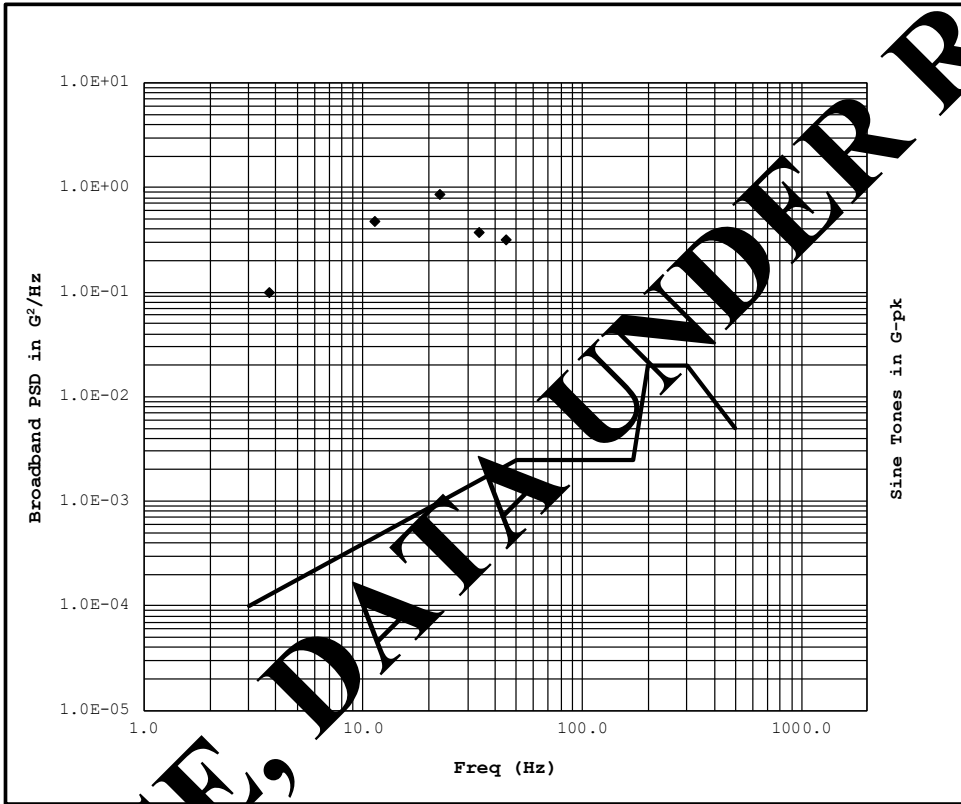 1.0E+01
1.0E+00
1.0E-01
1.0E-02
1.0E-03
1.0E-04
1.0E-05
1.0
10.0
100.0
1000.0
Broadband PSD in G²/Hz
Freq (Hz)
Sine Tones in G-pk
DATA UNDER